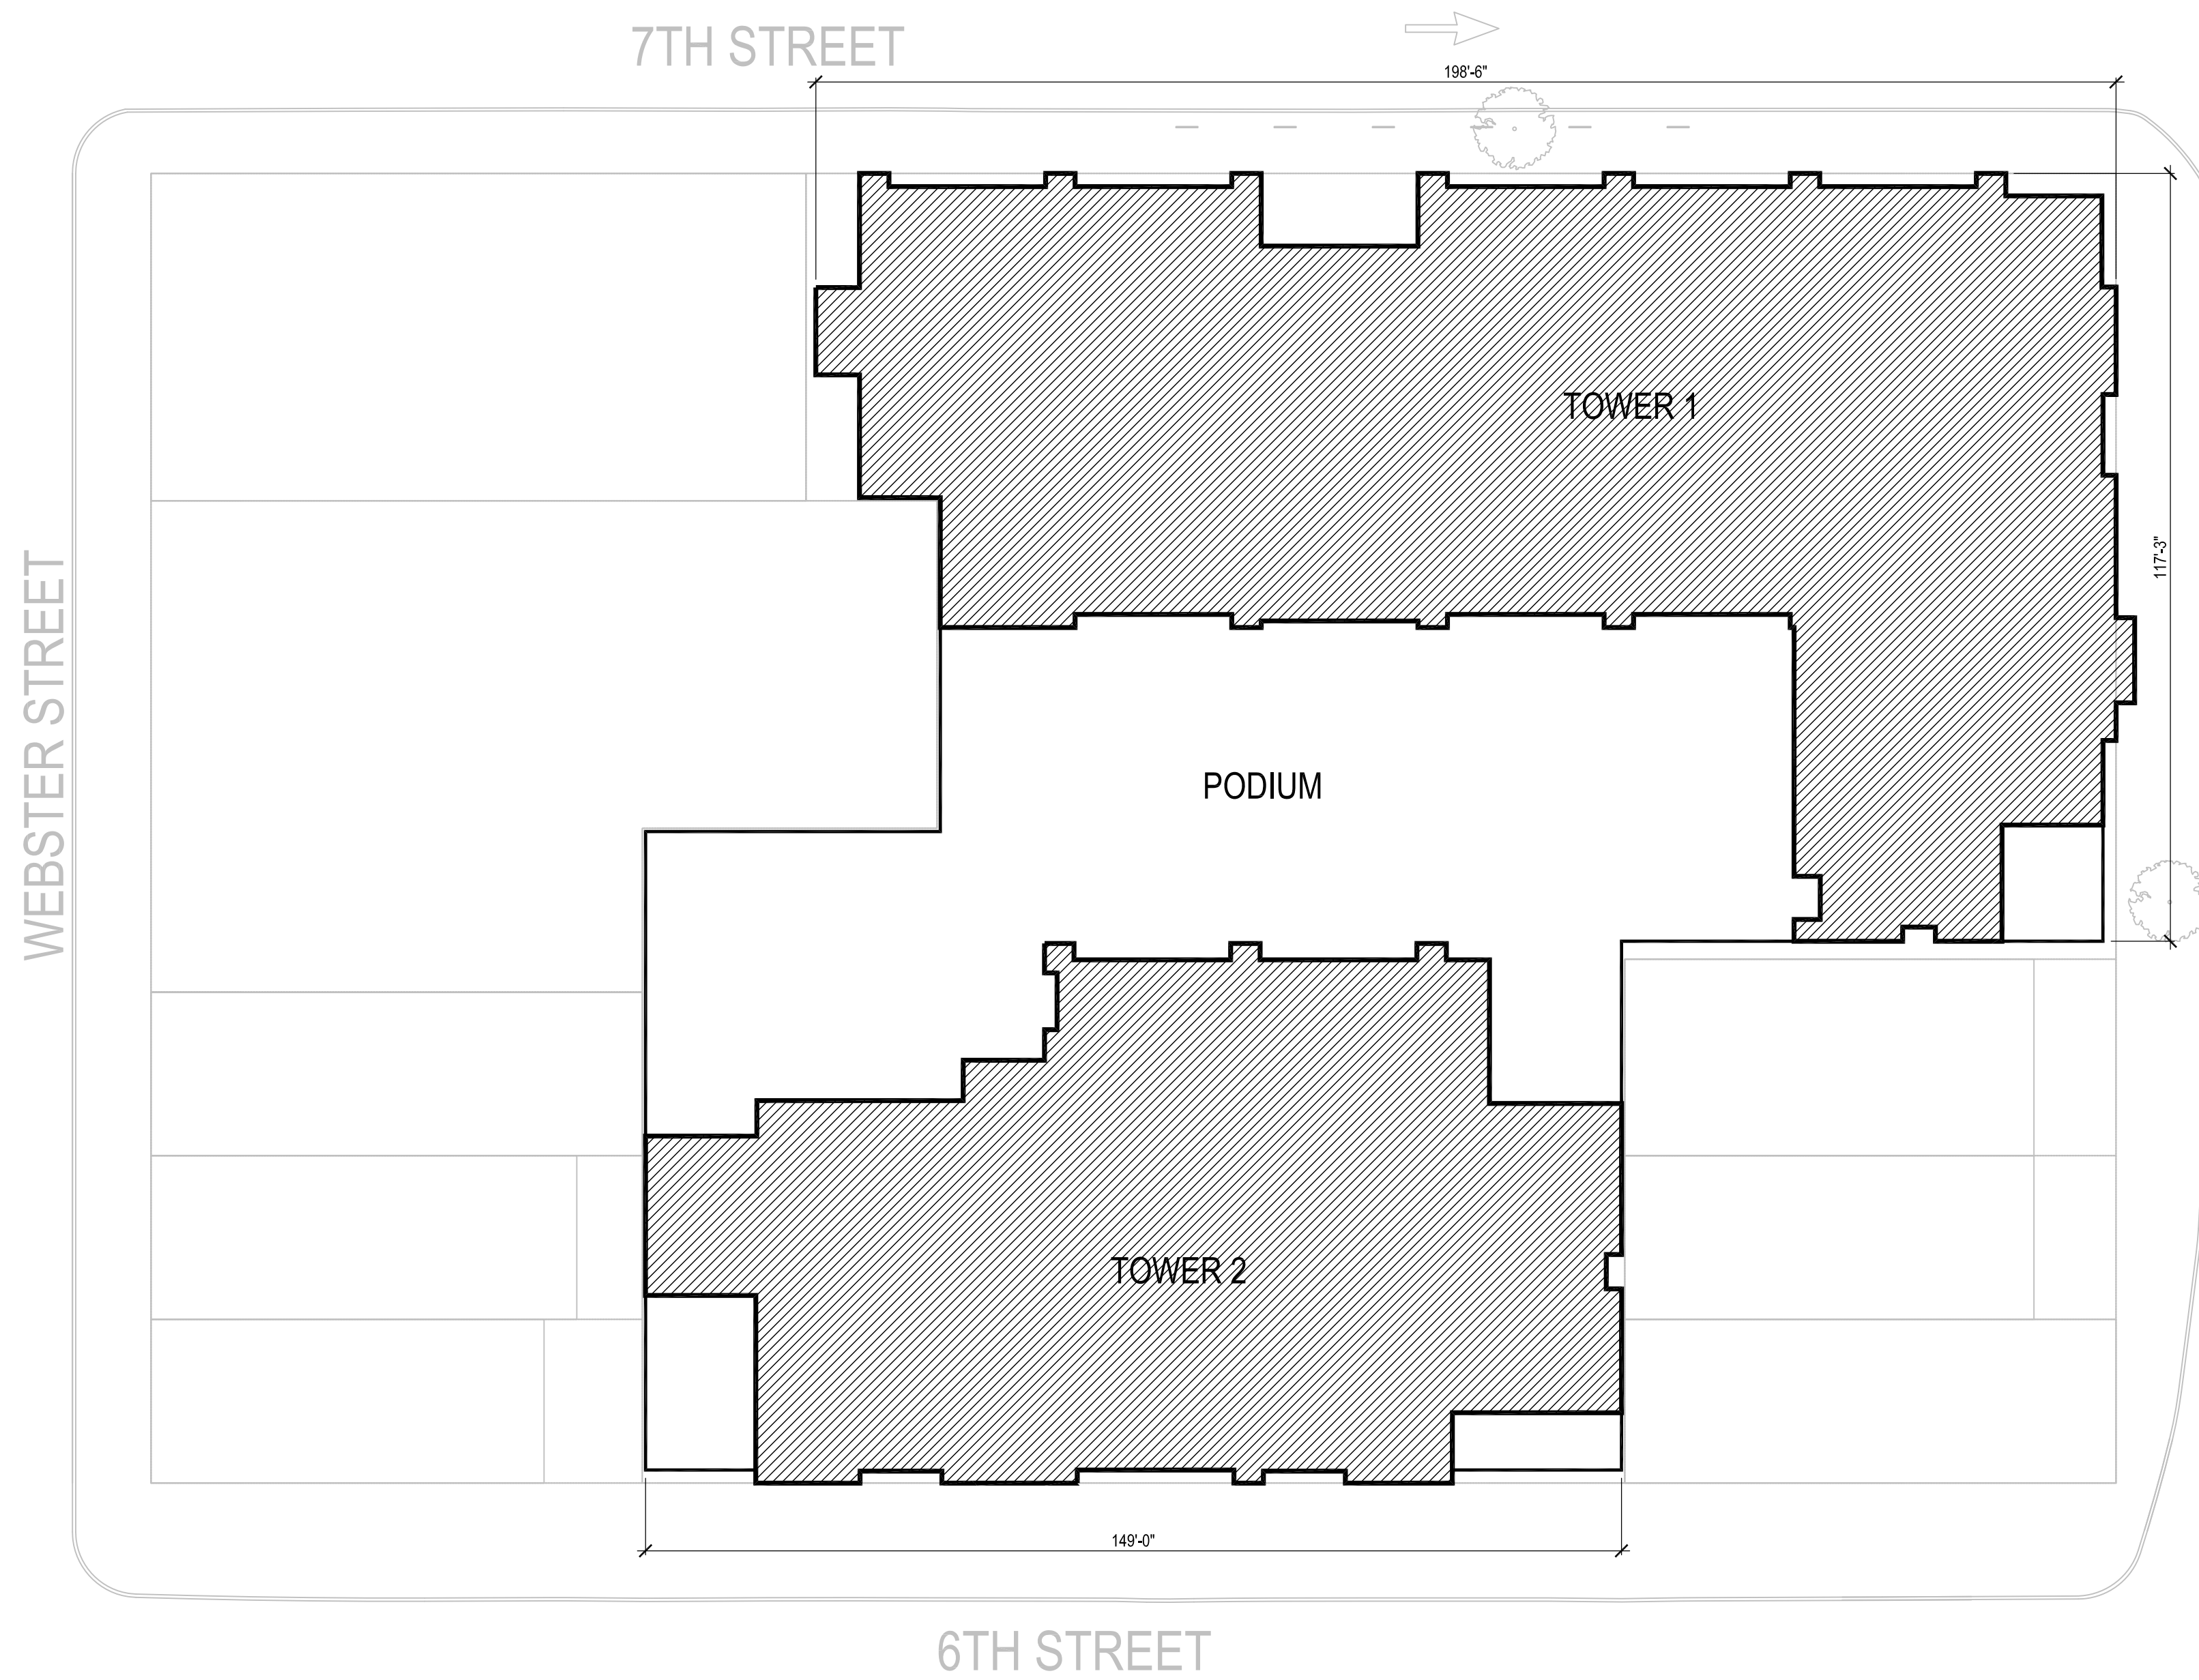 7TH STREET
198'-6"
TOWER 1
117'-3"
WEBSTER STREET
PODIUM
TOWER 2
149'-0"
6TH STREET